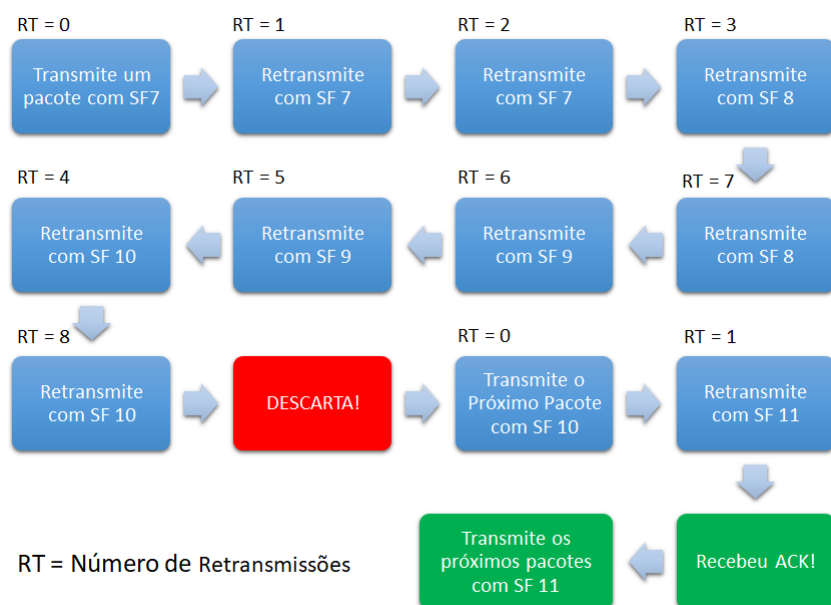 RT = 0
Transmite um
pacote com SF7
RT = 1
Retransmite
com SF 7
RT = 2
Retransmite
com SF 7
RT = 3
Retransmite
com SF 8
RT = 7
Retransmite
com SF 8
RT = 6
Retransmite
com SF 9
RT = 5
Retransmite
com SF 9
RT = 4
Retransmite
com SF 10
RT = 8
Retransmite
com SF 10
DESCARTA!
RT = 0
Transmite o
Próximo Pacote
com SF 10
RT = 1
Retransmite
com SF 11
Recebeu ACK!
Transmite os
próximos pacotes
com SF 11
RT = Número de Retransmissões